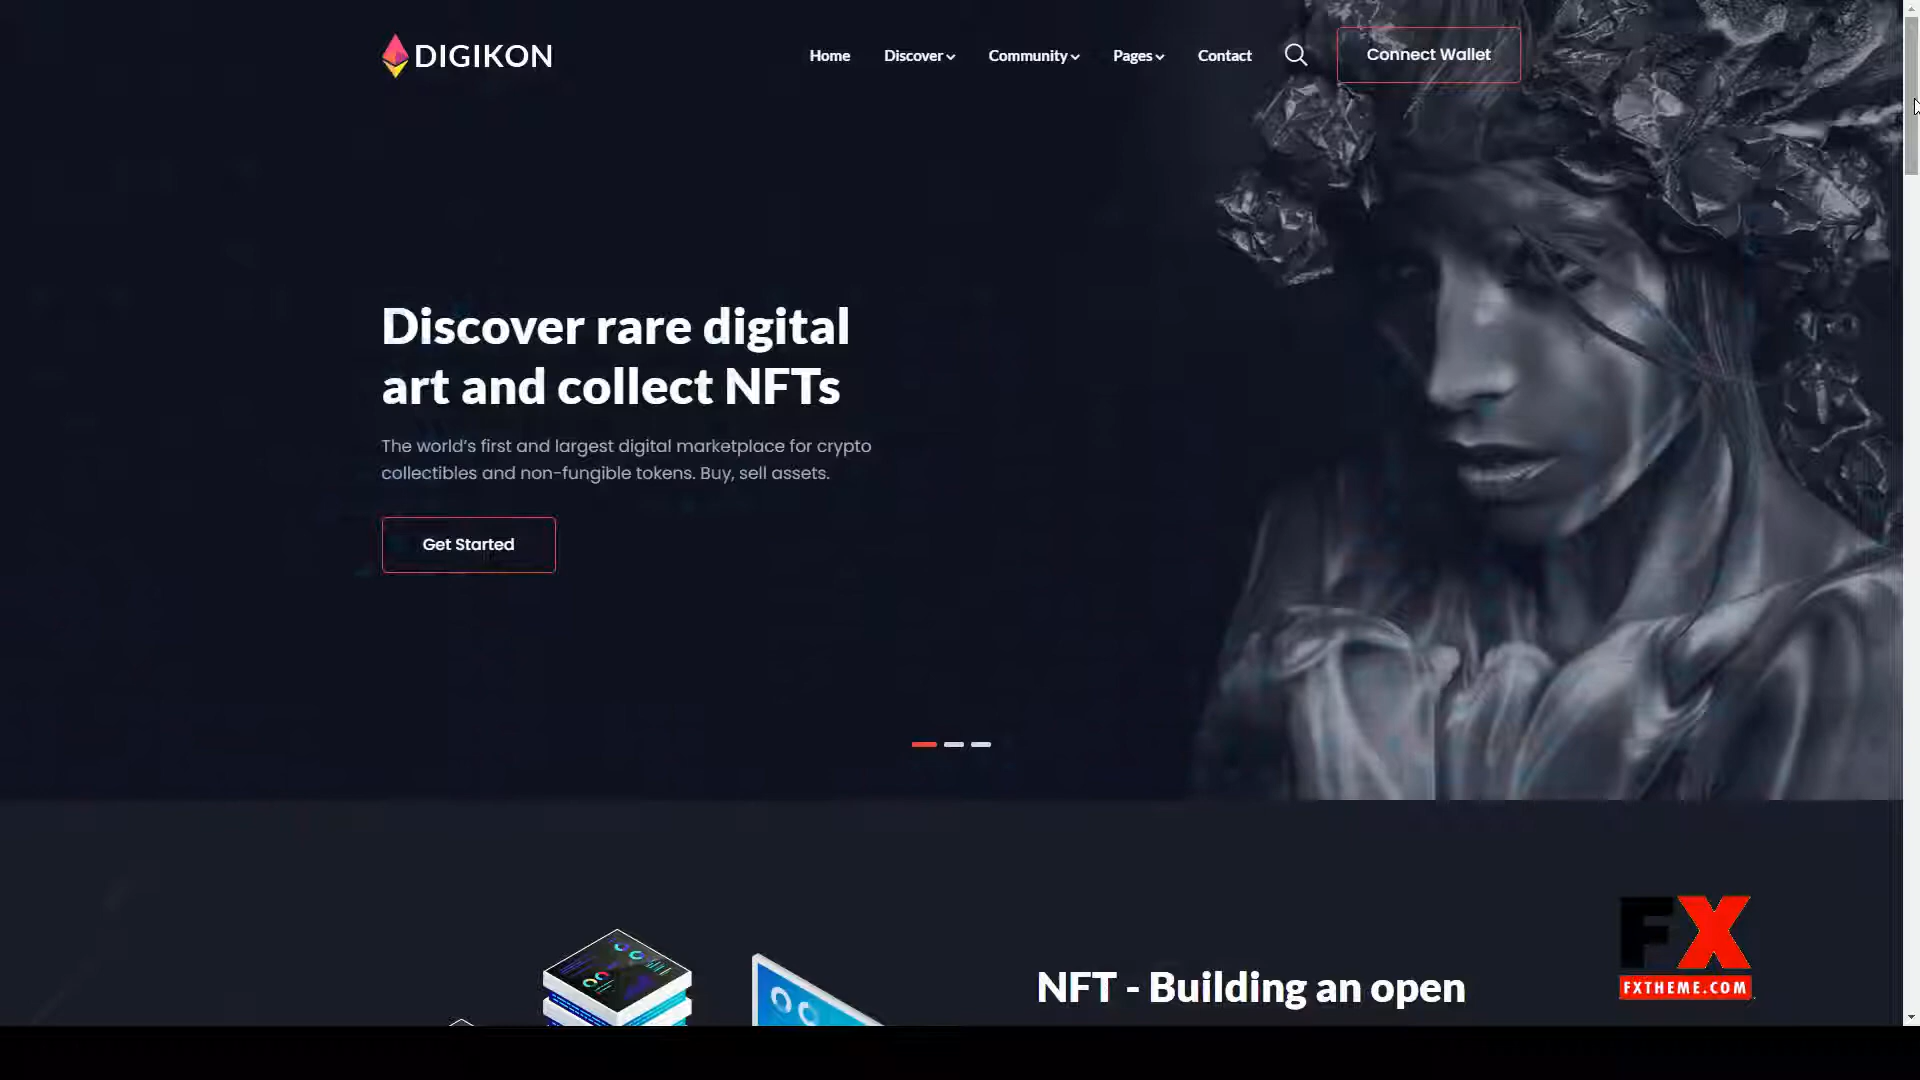 DIGIKON
Home
Discover
Community
Pages
Contact
Connect Wallet
Discover rare digital
art and collect NFTs
The world's first and largest digital marketplace for crypto
collectibles and non-fungible tokens. Buy, sell assets.
Get Started
NFT - Building an open
FX
FXTHEME.COM